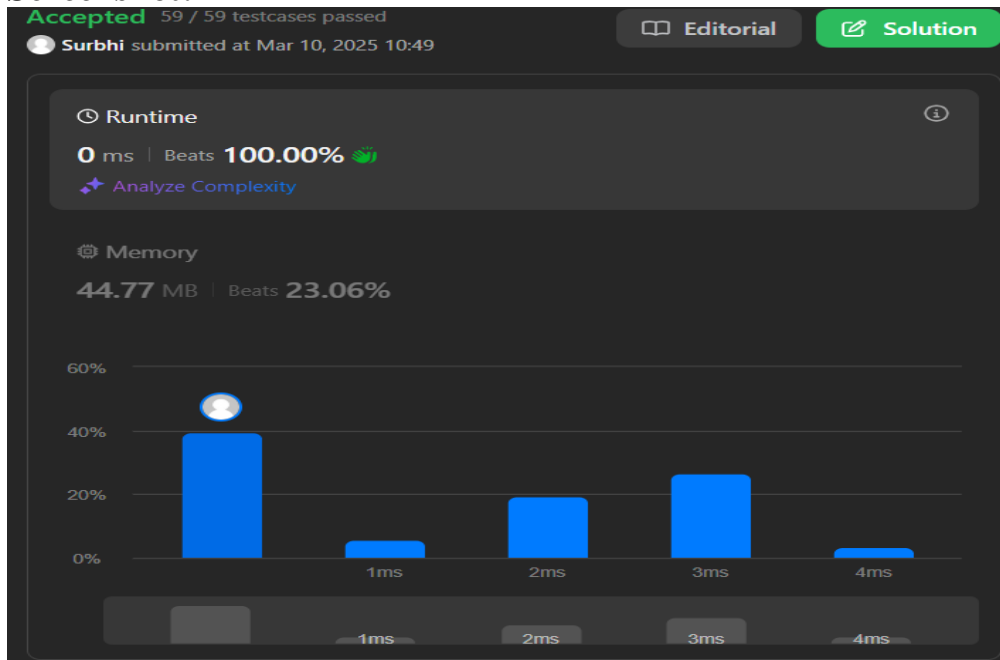 Accepted 59 / 59 testcases passed
Editorial
Solution
Surbhi submitted at Mar 10, 2025 10:49
Runtime
0 ms | Beats 100.00%
Analyze Complexity
Memory
44.77 MB | Beats 23.06%
60%
40%
20%
0%
1ms 2ms 3ms 4ms
1ms 2ms 3ms 4ms